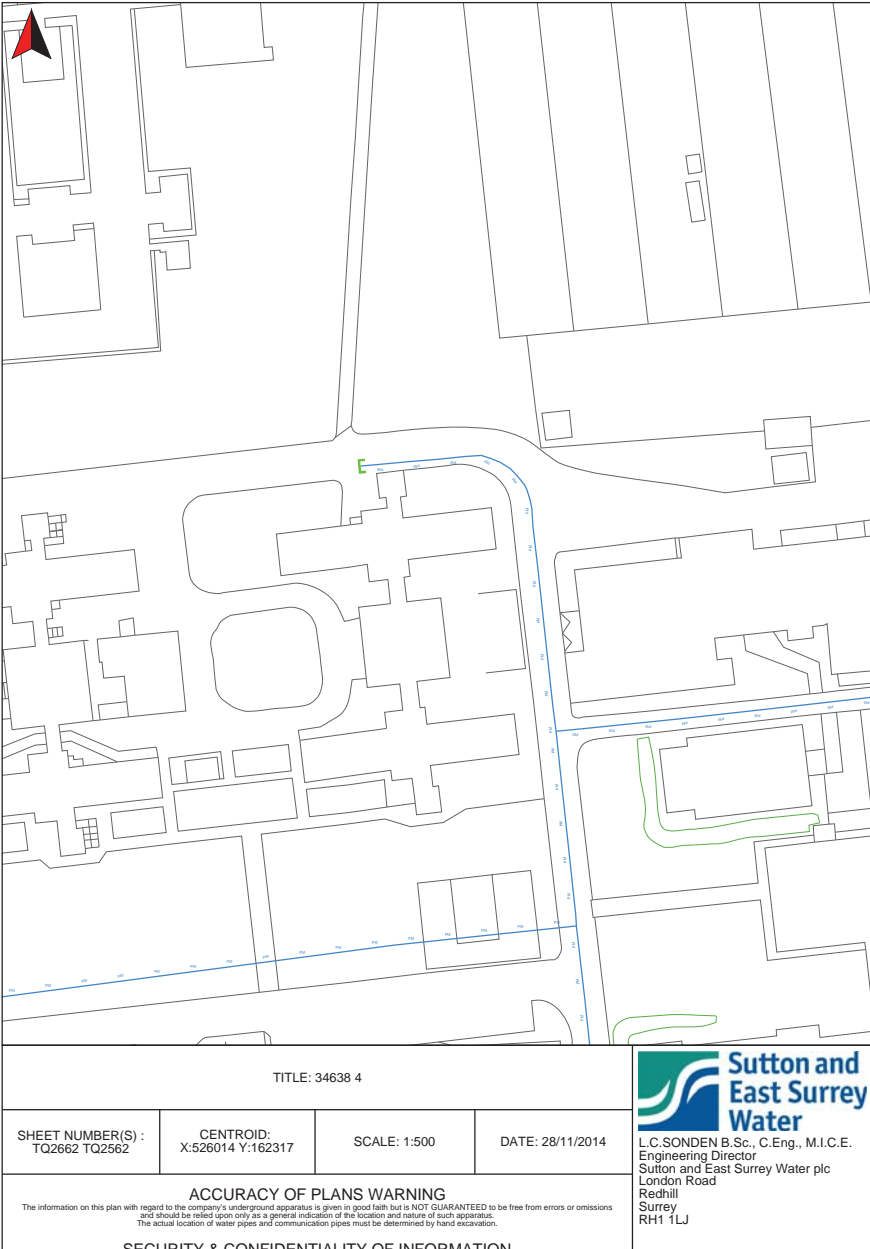 E
TITLE: 34638 4
SHEET NUMBER(S) :
TQ2662 TQ2562
CENTROID:
X:526014 Y:162317
SCALE: 1:500
DATE: 28/11/2014
Sutton and
East Surrey
Water
L.C.SONDEN B.Sc., C.Eng., M.I.C.E.
Engineering Director
Sutton and East Surrey Water plc
London Road
Redhill
Surrey
RH1 1LJ
ACCURACY OF PLANS WARNING
The information on this plan with regard to the company's underground apparatus is given in good faith but is NOT GUARANTEED to be free from errors or omissions
and should be relied upon only as a general indication of the location and nature of such apparatus.
The actual location of water pipes and communication pipes must be determined by hand excavation.
SECURITY & CONFIDENTIALITY OF INFORMATION